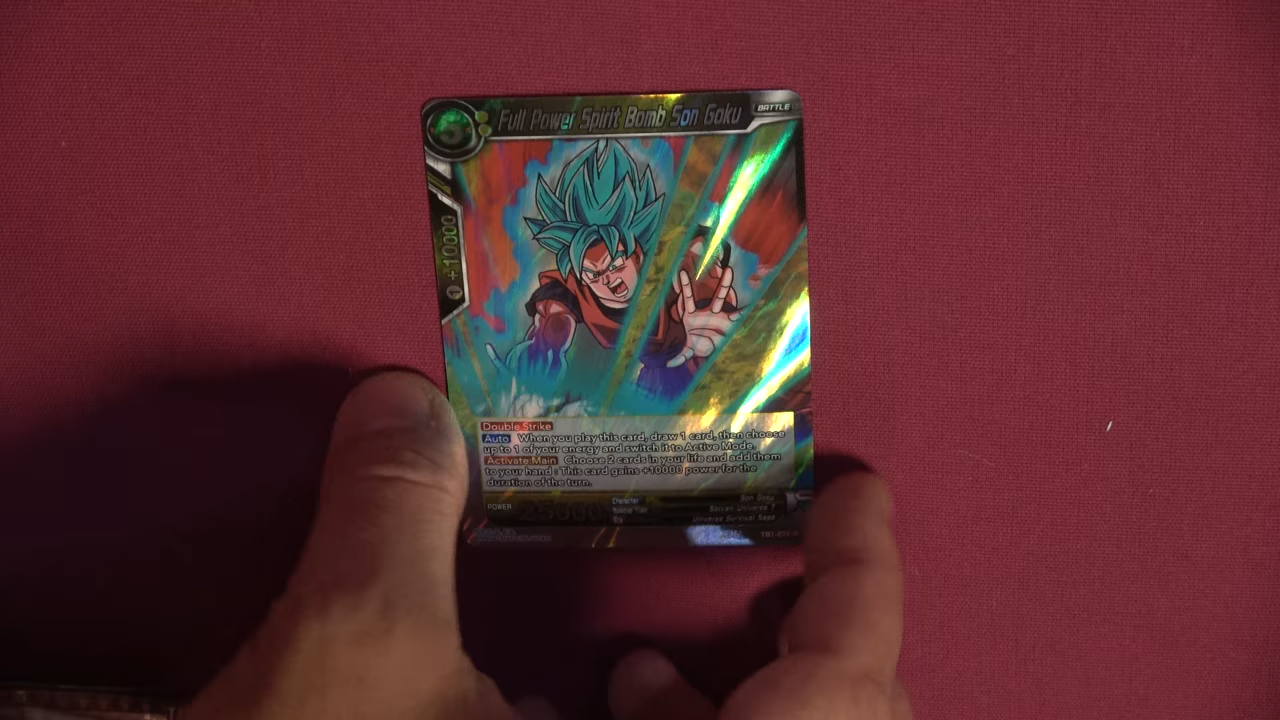 Full Power Spirit Bomb Son Goku
BATTLE
+10000
Double Strike
Auto When you play this card, draw 1 card, then choose
up to 1 of your energy and switch it to Active Mode.
Activate:Main Choose 2 cards in your life and add them
to your hand : This card gains +10000 power for the
duration of the turn.
POWER
Character Son Goku
Special Trait Saiyan Universe 7
Era Universe Survival Saga